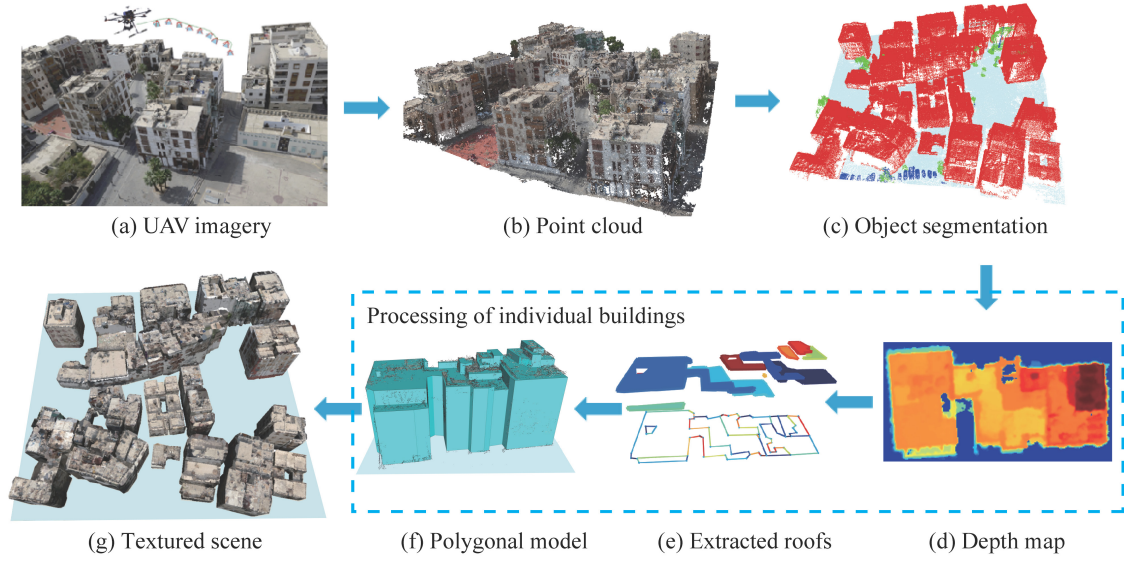 (a) UAV imagery
(b) Point cloud
(c) Object segmentation
Processing of individual buildings
(g) Textured scene
(f) Polygonal model
(e) Extracted roofs
(d) Depth map